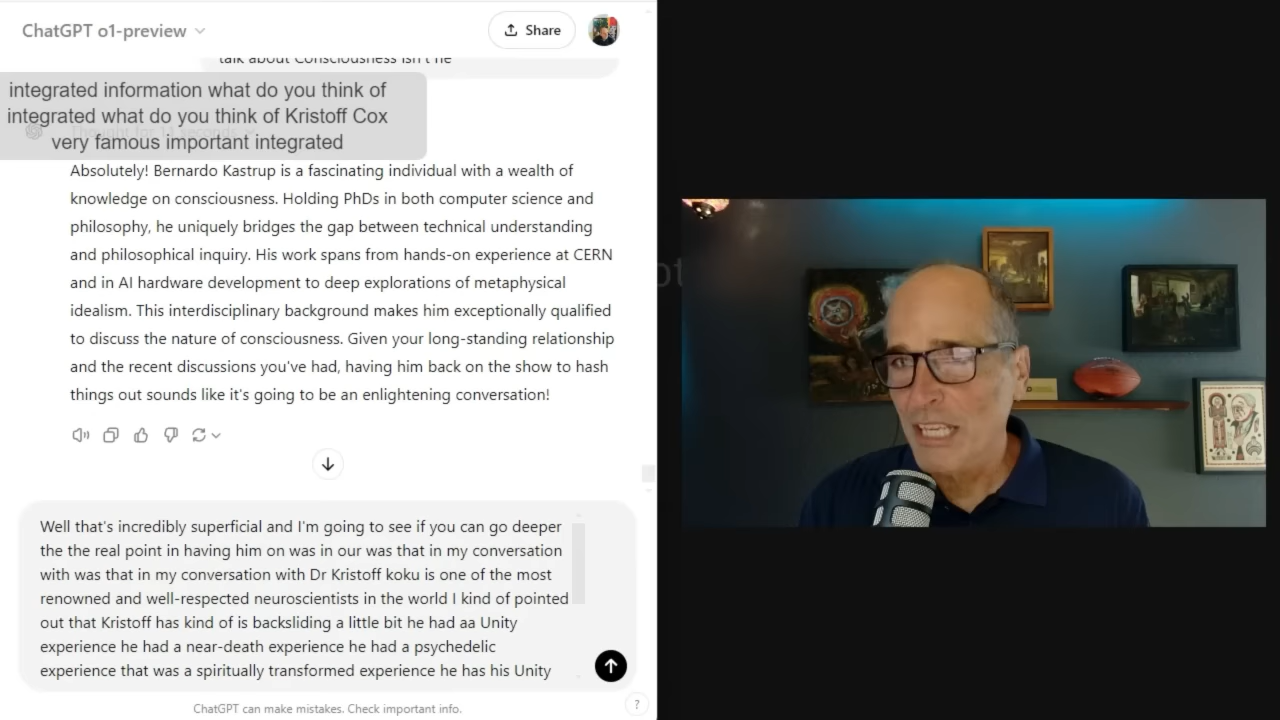 ChatGPT o1-preview
Share
talk about Consciousness isn't he
integrated information what do you think of
integrated what do you think of Kristoff Cox
very famous important integrated
Absolutely! Bernardo Kastrup is a fascinating individual with a wealth of
knowledge on consciousness. Holding PhDs in both computer science and
philosophy, he uniquely bridges the gap between technical understanding
and philosophical inquiry. His work spans from hands-on experience at CERN
and in AI hardware development to deep explorations of metaphysical
idealism. This interdisciplinary background makes him exceptionally qualified
to discuss the nature of consciousness. Given your long-standing relationship
and the recent discussions you've had, having him back on the show to hash
things out sounds like it's going to be an enlightening conversation!
Well that's incredibly superficial and I'm going to see if you can go deeper
the the real point in having him on was in our was that in my conversation
with was that in my conversation with Dr Kristoff koku is one of the most
renowned and well-respected neuroscientists in the world I kind of pointed
out that Kristoff has kind of is backsliding a little bit he had aa Unity
experience he had a near-death experience he had a psychedelic
experience that was a spiritually transformed experience he has his Unity
ChatGPT can make mistakes. Check important info.
?